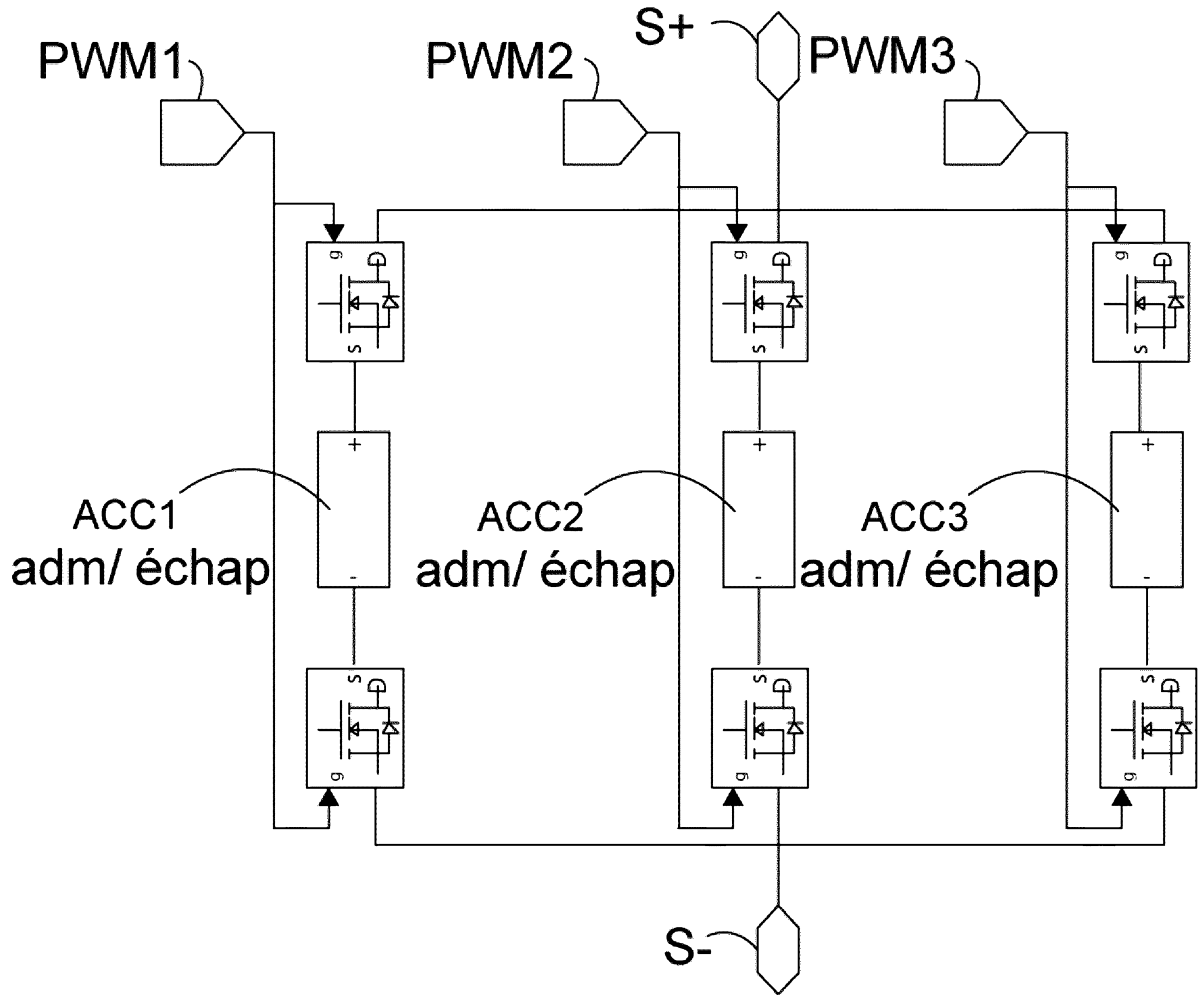 S+
PWM1
PWM2
PWM3
g
D
g
D
g
D
S
S
S
+
+
+
ACC1
adm/ échap
ACC2
adm/ échap
ACC3
adm/ échap
-
-
-
S
D
S
D
S
D
g
g
g
S-